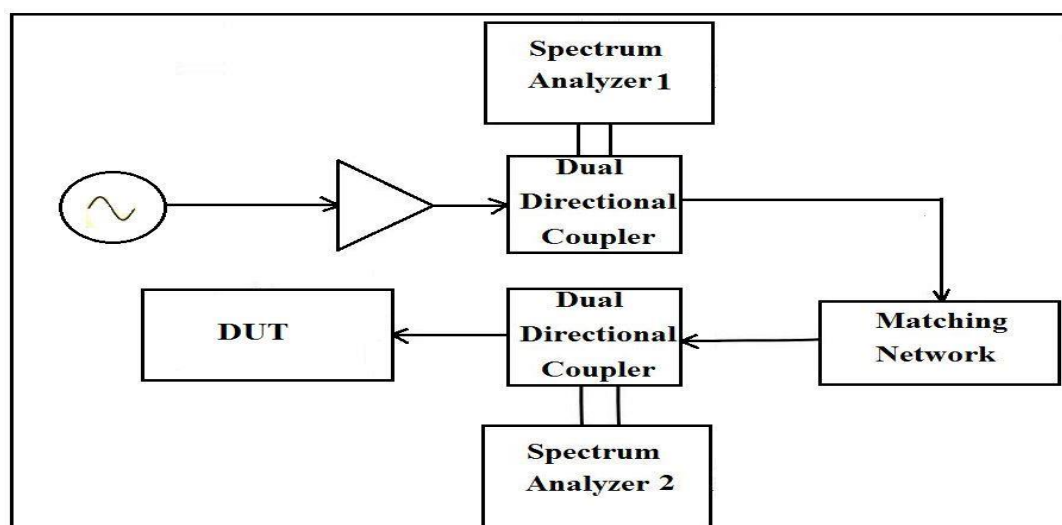 Spectrum
Analyzer 1
Dual
Directional
Coupler
Matching
Network
Dual
Directional
Coupler
DUT
Spectrum
Analyzer 2